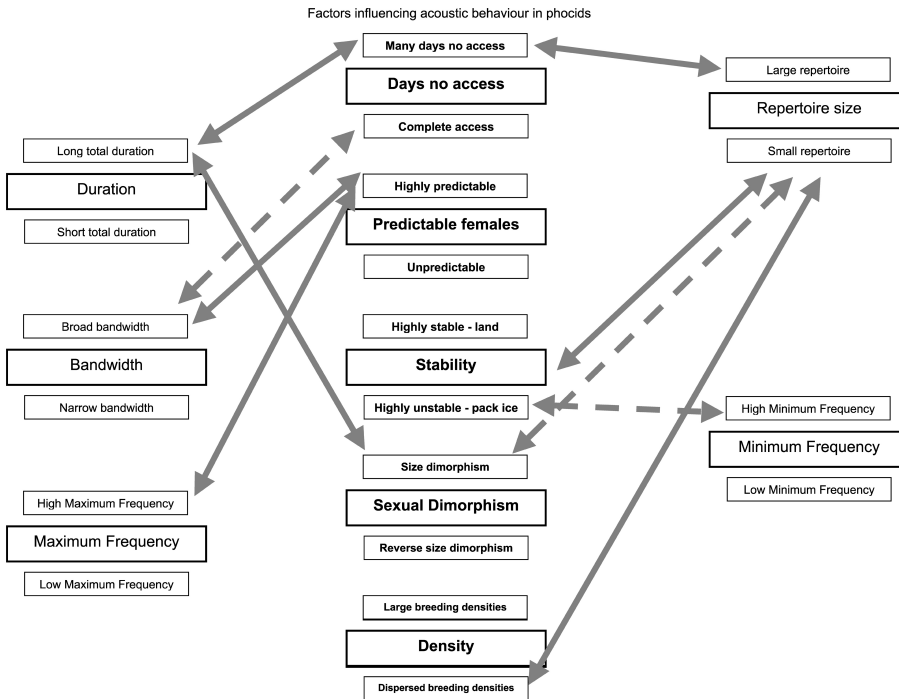 Factors influencing acoustic behaviour in phocids
Many days no access
Days no access
Complete access
Large repertoire
Repertoire size
Small repertoire
Long total duration
Duration
Short total duration
Highly predictable
Predictable females
Unpredictable
Broad bandwidth
Bandwidth
Narrow bandwidth
Highly stable - land
Stability
Highly unstable - pack ice
High Minimum Frequency
Minimum Frequency
Low Minimum Frequency
High Maximum Frequency
Maximum Frequency
Low Maximum Frequency
Size dimorphism
Sexual Dimorphism
Reverse size dimorphism
Large breeding densities
Density
Dispersed breeding densities